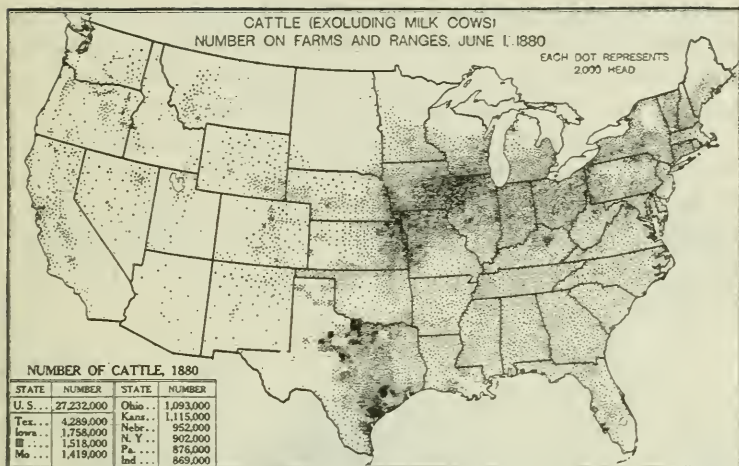 CATTLE (EXCLUDING MILK COWS)
NUMBER ON FARMS AND RANGES, JUNE 1, 1880
EACH DOT REPRESENTS
2,000 HEAD
NUMBER OF CATTLE, 1880
STATE NUMBER STATE NUMBER
U. S... 27,232,000 Ohio.. 1,093,000
Tex... 4,289,000 Kans.. 1,115,000
Iowa.. 1,758,000 Nebr.. 952,000
Ill .... 1,518,000 N. Y.. 902,000
Mo... 1,419,000 Pa.... 876,000
Ind... 869,000